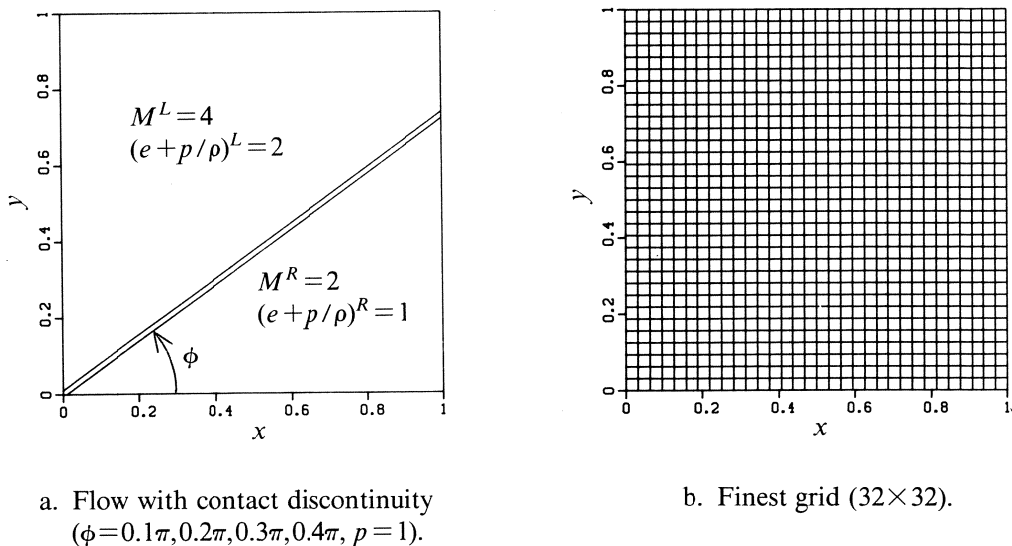 1
0.8
0.6
0.4
0.2
0
y
M^L=4
(e+p/ρ)^L=2
M^R=2
(e+p/ρ)^R=1
ϕ
0 0.2 0.4 0.6 0.8 1
x
1
0.8
0.6
0.4
0.2
0
y
0 0.2 0.4 0.6 0.8 1
x
a. Flow with contact discontinuity
(ϕ=0.1π,0.2π,0.3π,0.4π, p=1).
b. Finest grid (32×32).